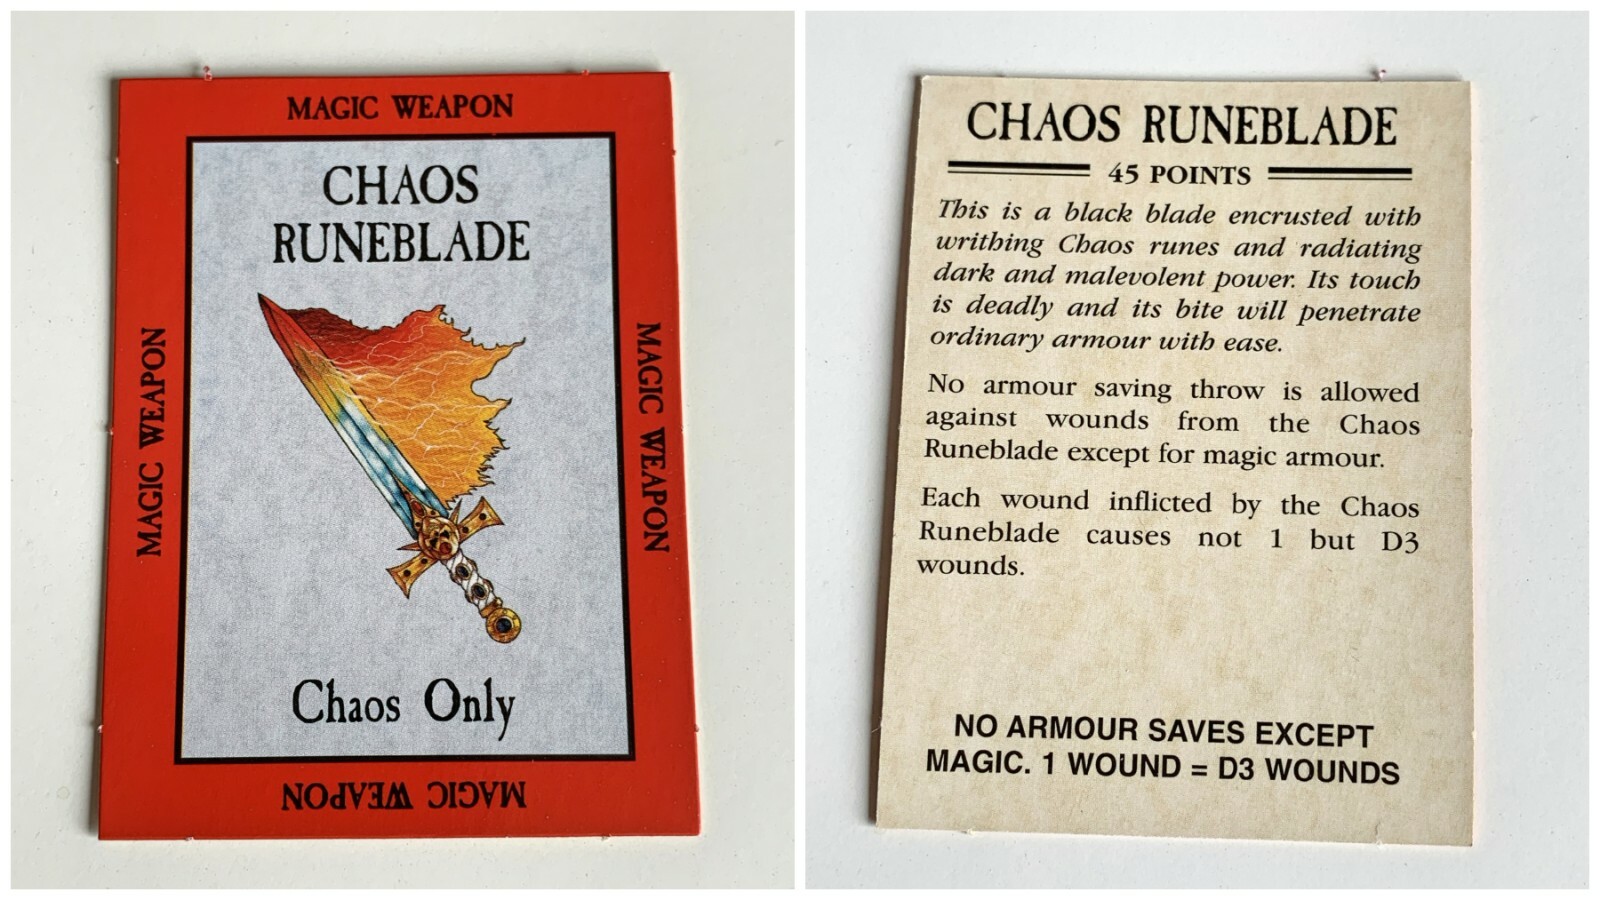 MAGIC WEAPON
CHAOS
RUNEBLADE
MAGIC WEAPON
MAGIC WEAPON
Chaos Only
MAGIC WEAPON
CHAOS RUNEBLADE
45 POINTS
This is a black blade encrusted with
writhing Chaos runes and radiating
dark and malevolent power. Its touch
is deadly and its bite will penetrate
ordinary armour with ease.
No armour saving throw is allowed
against wounds from the Chaos
Runeblade except for magic armour.
Each wound inflicted by the Chaos
Runeblade causes not 1 but D3
wounds.
NO ARMOUR SAVES EXCEPT
MAGIC. 1 WOUND = D3 WOUNDS